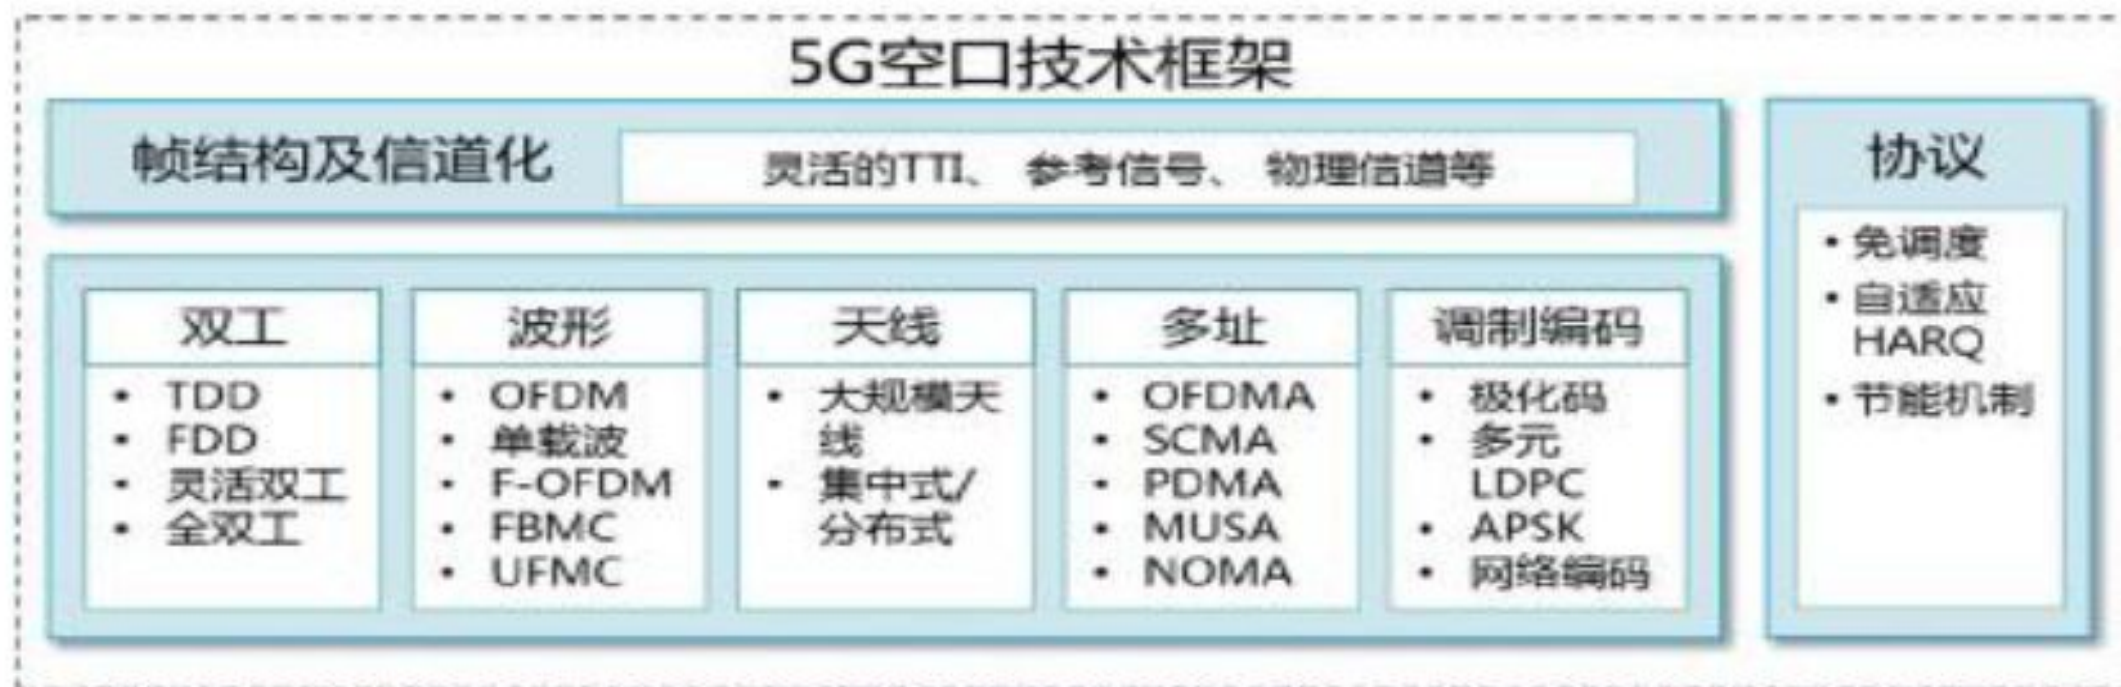 5G空口技术框架
帧结构及信道化
灵活的TTI、 参考信号、 物理信道等
双工
• TDD
• FDD
• 灵活双工
• 全双工
波形
• OFDM
• 单载波
• F-OFDM
• FBMC
• UFMC
天线
• 大规模天
线
• 集中式/
分布式
多址
• OFDMA
• SCMA
• PDMA
• MUSA
• NOMA
调制编码
• 极化码
• 多元
LDPC
• APSK
• 网络编码
协议
• 免调度
• 自适应
HARQ
• 节能机制